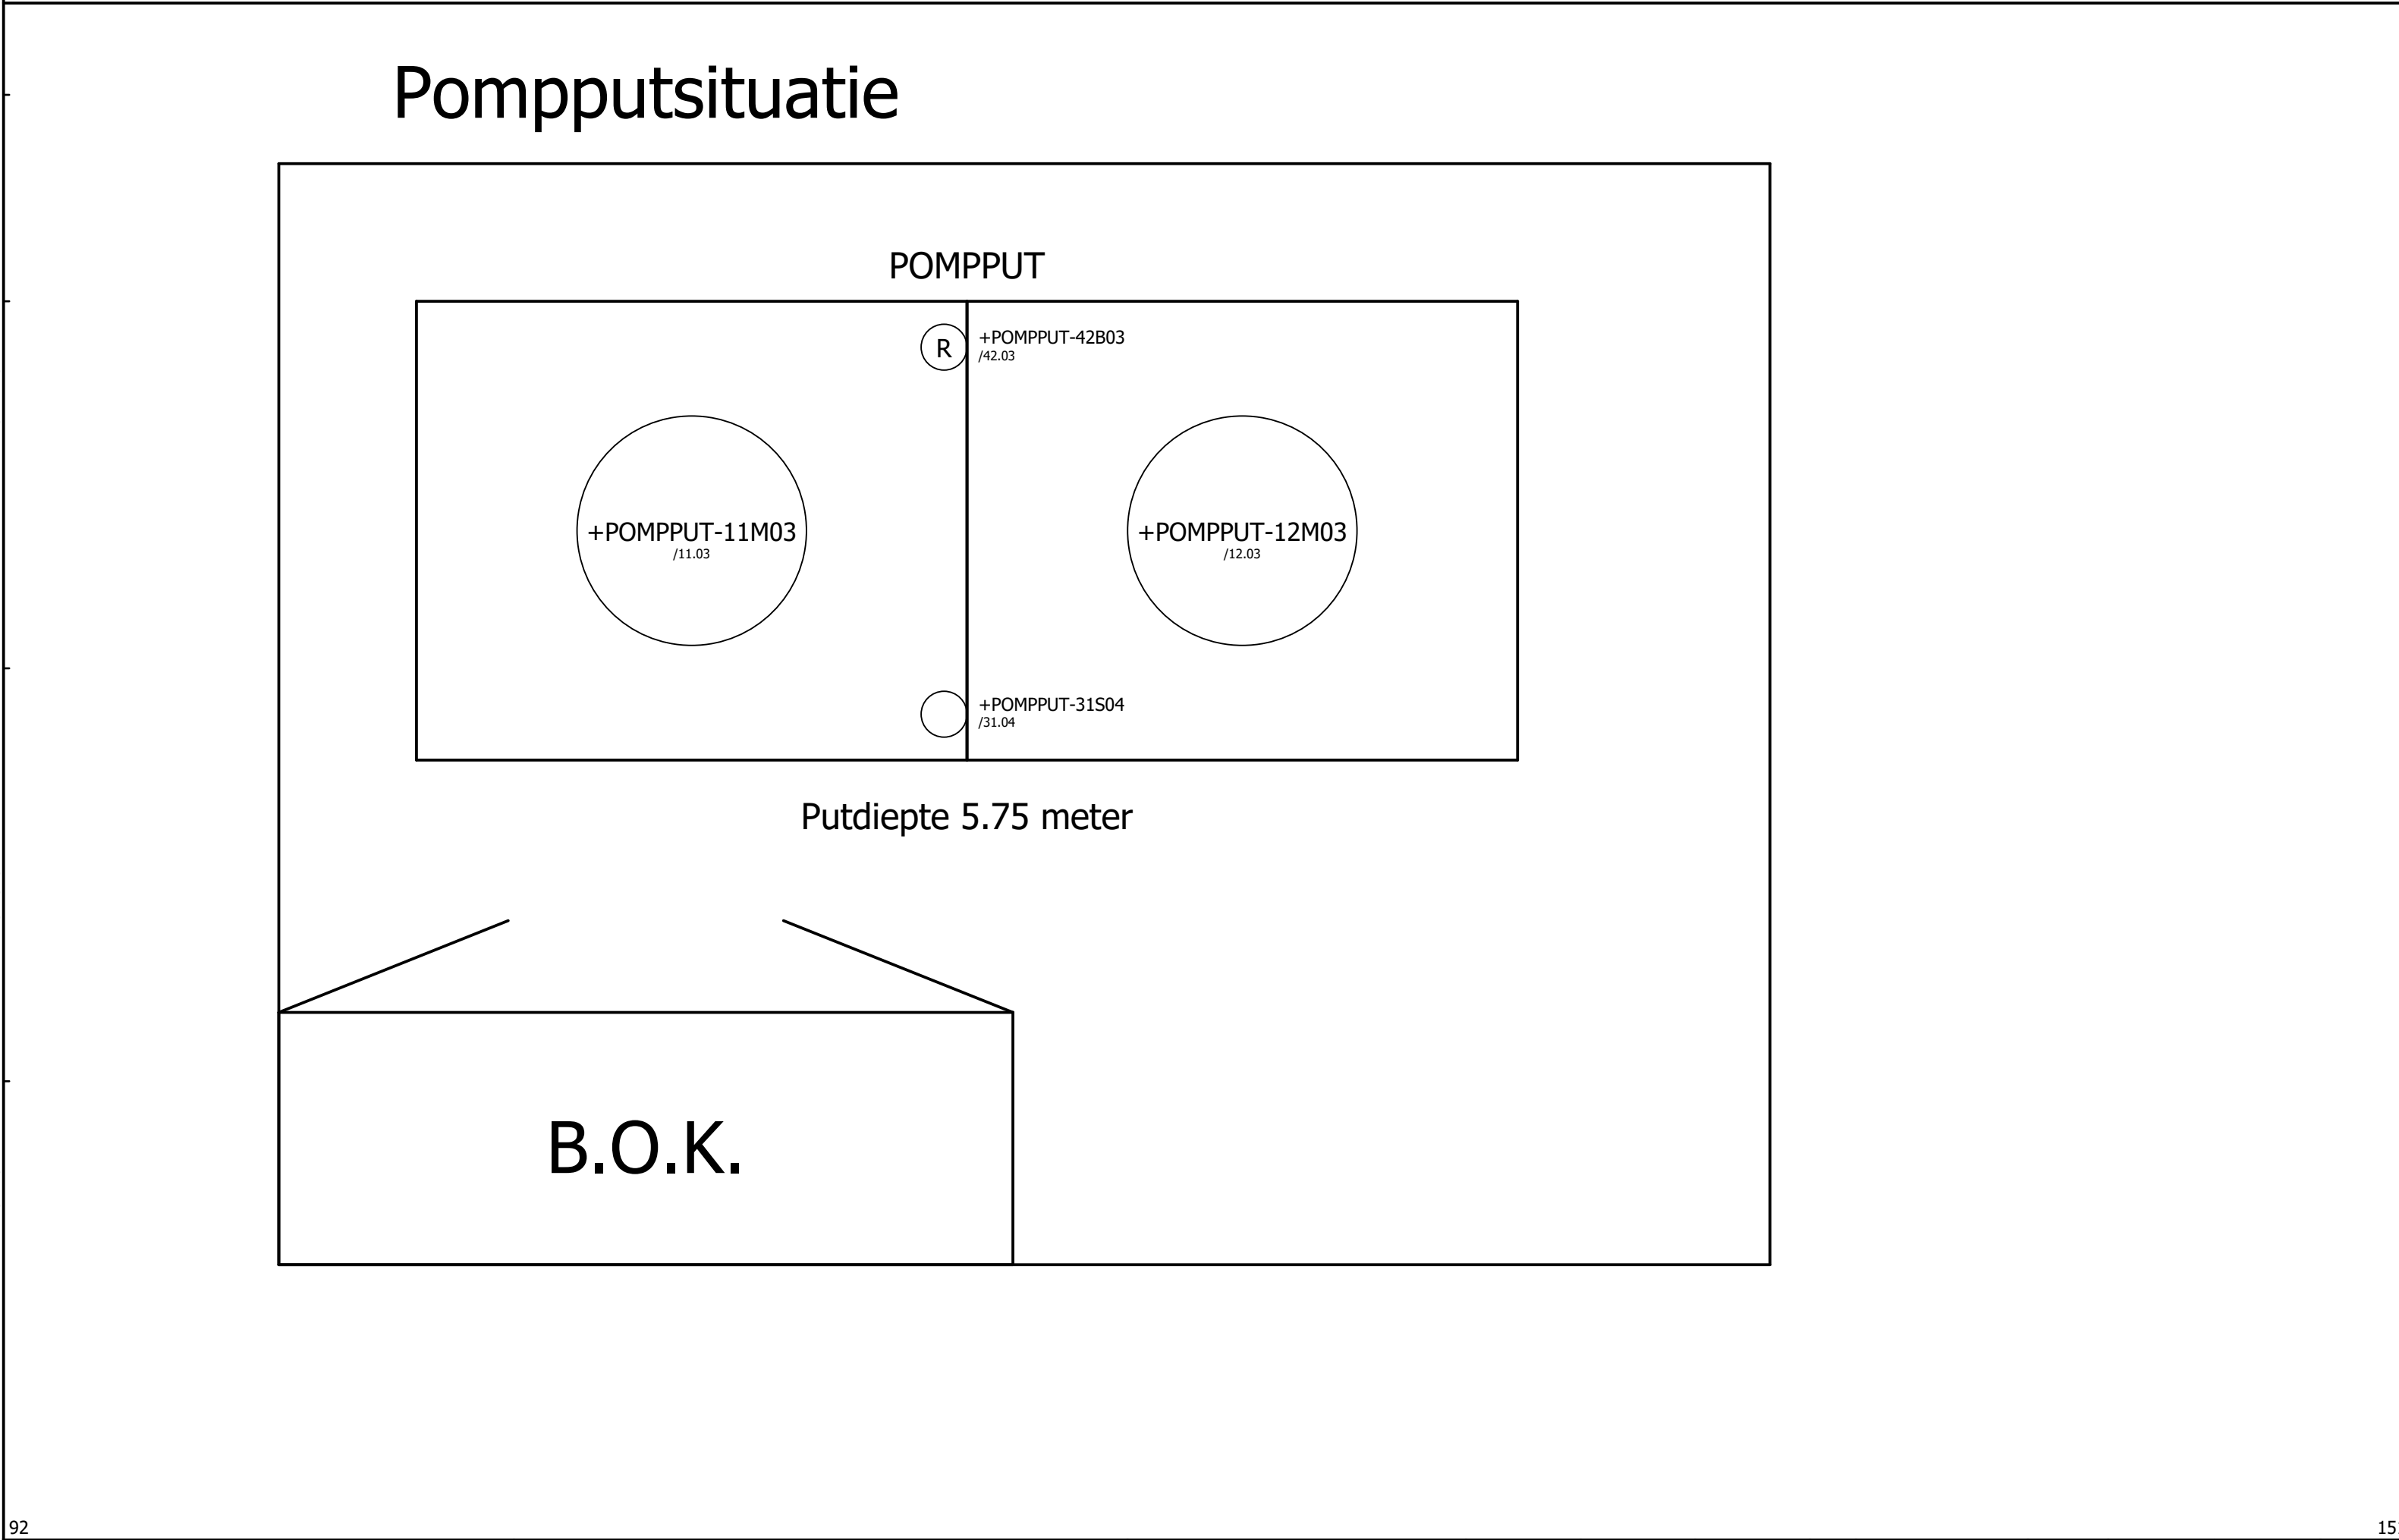 Pompputsituatie
POMPPUT
R
+POMPPUT-42B03
/42.03
+POMPPUT-11M03
/11.03
+POMPPUT-12M03
/12.03
+POMPPUT-31S04
/31.04
Putdiepte 5.75 meter
B.O.K.
92
15